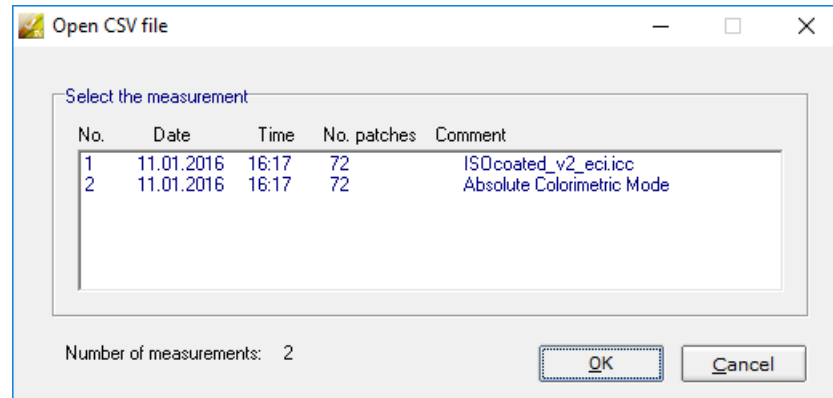 Open CSV file
Select the measurement
No. Date Time No. patches Comment
1 11.01.2016 16:17 72 ISOcoated_v2_eci.icc
2 11.01.2016 16:17 72 Absolute Colorimetric Mode
Number of measurements: 2
OK Cancel